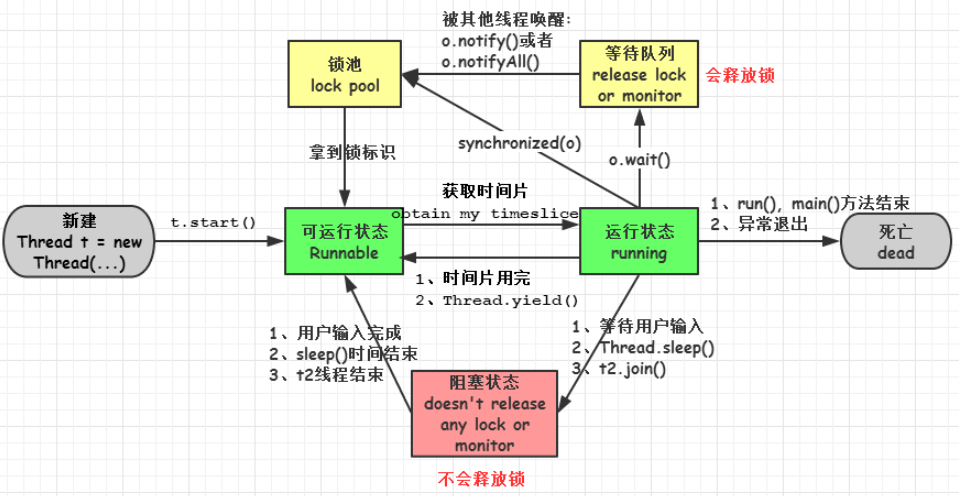 被其他线程唤醒:
o.notify()或者
o.notifyAll()
锁池
lock pool
等待队列
release lock
or monitor
会释放锁
synchronized(o)
o.wait()
拿到锁标识
新建
Thread t = new
Thread(...)
t.start()
可运行状态
Runnable
获取时间片
obtain my timeslice
运行状态
running
1、run(), main()方法结束
2、异常退出
死亡
dead
1、时间片用完
2、Thread.yield()
1、用户输入完成
2、sleep()时间结束
3、t2线程结束
1、等待用户输入
2、Thread.sleep()
3、t2.join()
阻塞状态
doesn't release
any lock or
monitor
不会释放锁